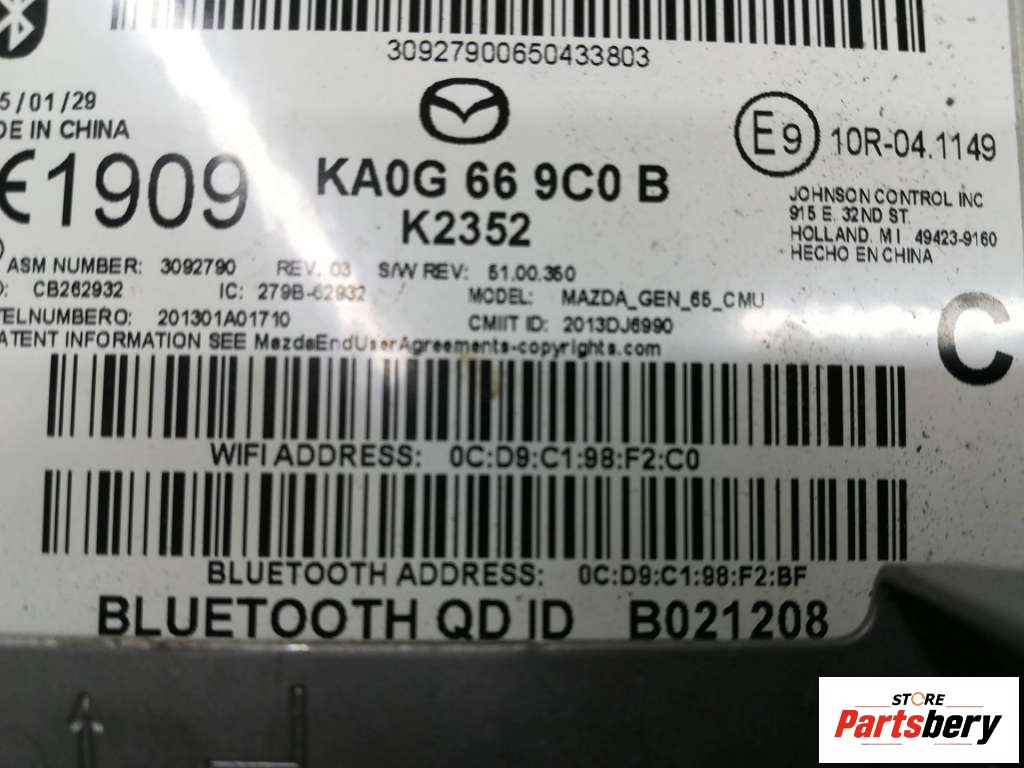 30927900650433803
5/01/29
DE IN CHINA
1909
KA0G 66 9C0 B
K2352
E9 10R-04.1149
JOHNSON CONTROL INC
915 E. 32ND ST.
HOLLAND, MI 49423-9160
HECHO EN CHINA
ASM NUMBER: 3092790 REV. 03 S/W REV: 51.00.350
D: CB262932 IC: 279B-62932 MODEL: MAZDA_GEN_65_CMU
TELNUMBERO: 201301A01710 CMIIT ID: 2013DJ6990
ATENT INFORMATION SEE MazdaEndUserAgreements-copyrights.com
C
WIFI ADDRESS: 0C:D9:C1:98:F2:C0
BLUETOOTH ADDRESS: 0C:D9:C1:98:F2:BF
BLUETOOTH QD ID B021208
STORE
Partsbery